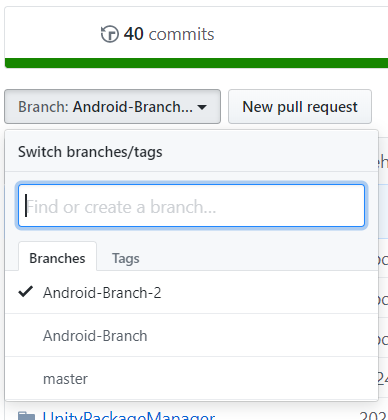 40 commits
Branch: Android-Branch...
New pull request
Switch branches/tags
Find or create a branch...
Branches
Tags
Android-Branch-2
Android-Branch
master
UnityPackageManager
202